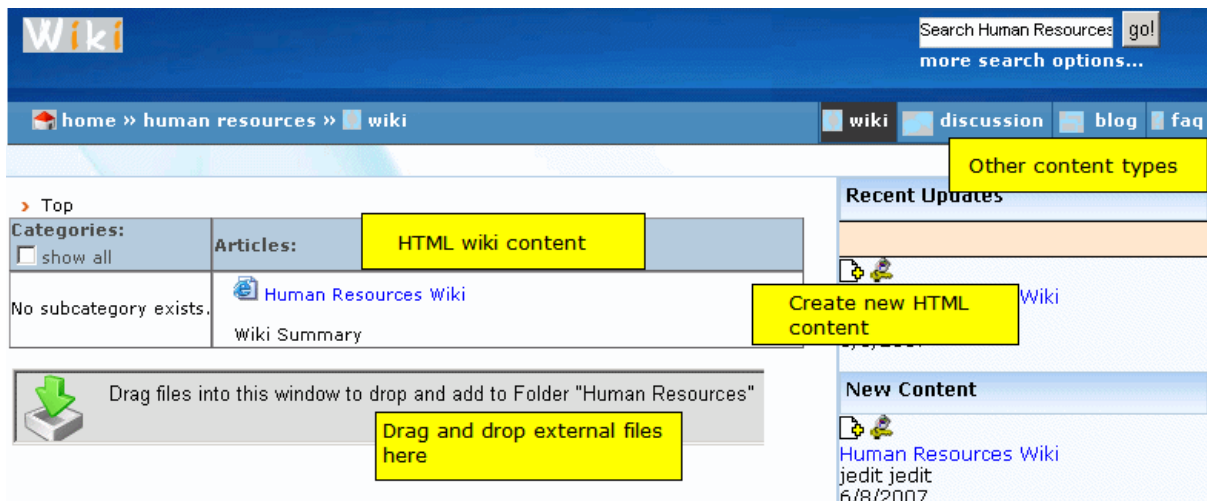 Wiki
Search Human Resources go!
more search options...
home » human resources » wiki
wiki discussion blog faq
Other content types
Top
Categories:
show all
Articles:
HTML wiki content
No subcategory exists.
Human Resources Wiki
Wiki Summary
Drag files into this window to drop and add to Folder "Human Resources"
Drag and drop external files
here
Recent Updates
Wiki
Create new HTML
content
New Content
Human Resources Wiki
jedit jedit
6/8/2007